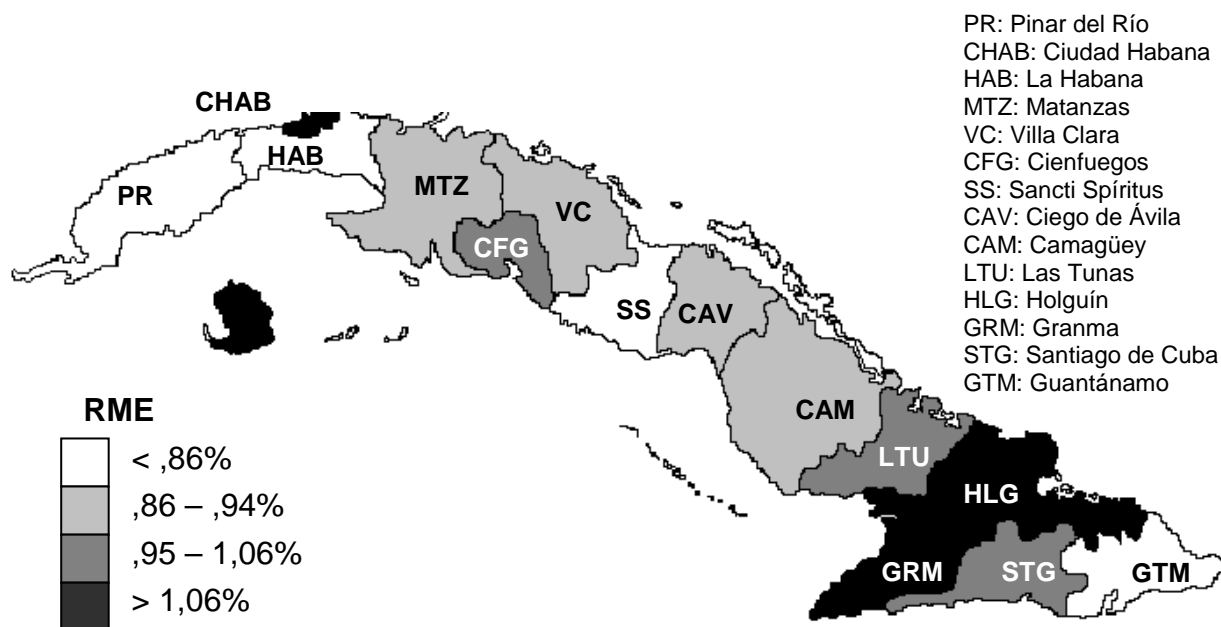 PR: Pinar del Río
CHAB: Ciudad Habana
HAB: La Habana
MTZ: Matanzas
VC: Villa Clara
CFG: Cienfuegos
SS: Sancti Spíritus
CAV: Ciego de Ávila
CAM: Camagüey
LTU: Las Tunas
HLG: Holguín
GRM: Granma
STG: Santiago de Cuba
GTM: Guantánamo
CHAB
HAB
PR
MTZ
VC
CFG
SS
CAV
CAM
LTU
HLG
GRM
STG
GTM
RME
< ,86%
,86 – ,94%
,95 – 1,06%
> 1,06%